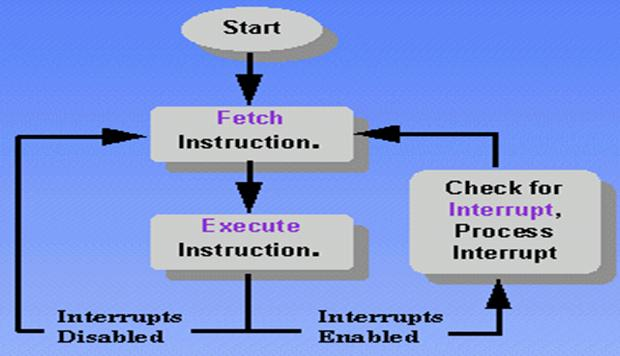 Start
Fetch
Instruction.
Execute
Instruction.
Check for
Interrupt,
Process
Interrupt
Interrupts
Disabled
Interrupts
Enabled